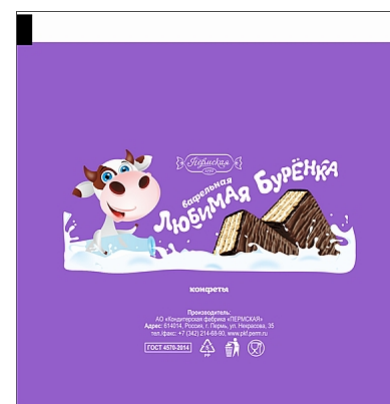 Пермская
вафельная
Любимая Бурёнка
конфеты
Производитель:
АО «Кондитерская фабрика «ПЕРМСКАЯ»
Адрес: 614014, Россия, г. Пермь, ул. Некрасова, 35
тел./факс: +7 (342) 214-68-90, www.pkf.perm.ru
ГОСТ 4570-2014